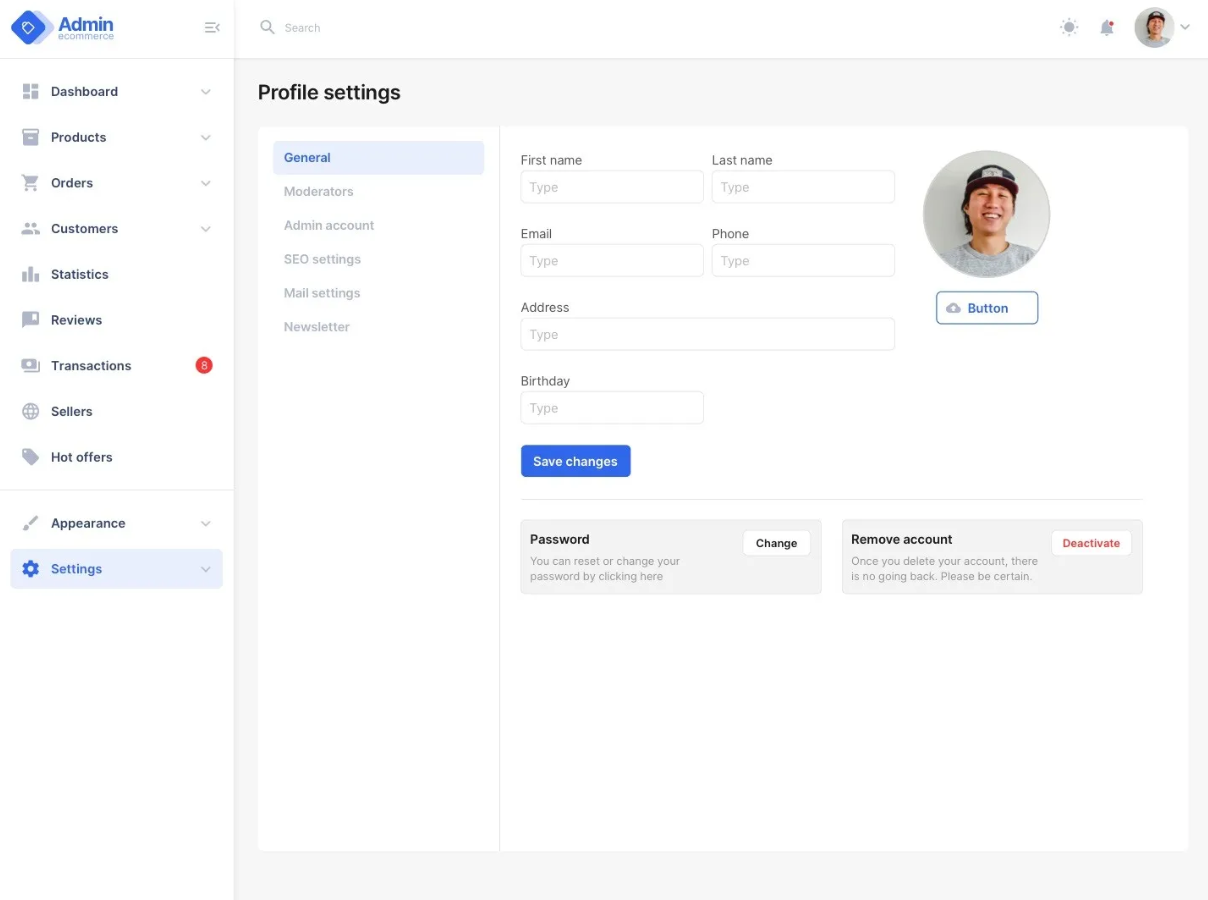 Admin
ecommerce
Search
Dashboard
Products
Orders
Customers
Statistics
Reviews
Transactions 8
Sellers
Hot offers
Appearance
Settings
Profile settings
General
Moderators
Admin account
SEO settings
Mail settings
Newsletter
First name Last name
Type Type
Email Phone
Type Type
Address
Type
Birthday
Type
Save changes
Button
Password
Change
You can reset or change your
password by clicking here
Remove account
Deactivate
Once you delete your account, there
is no going back. Please be certain.